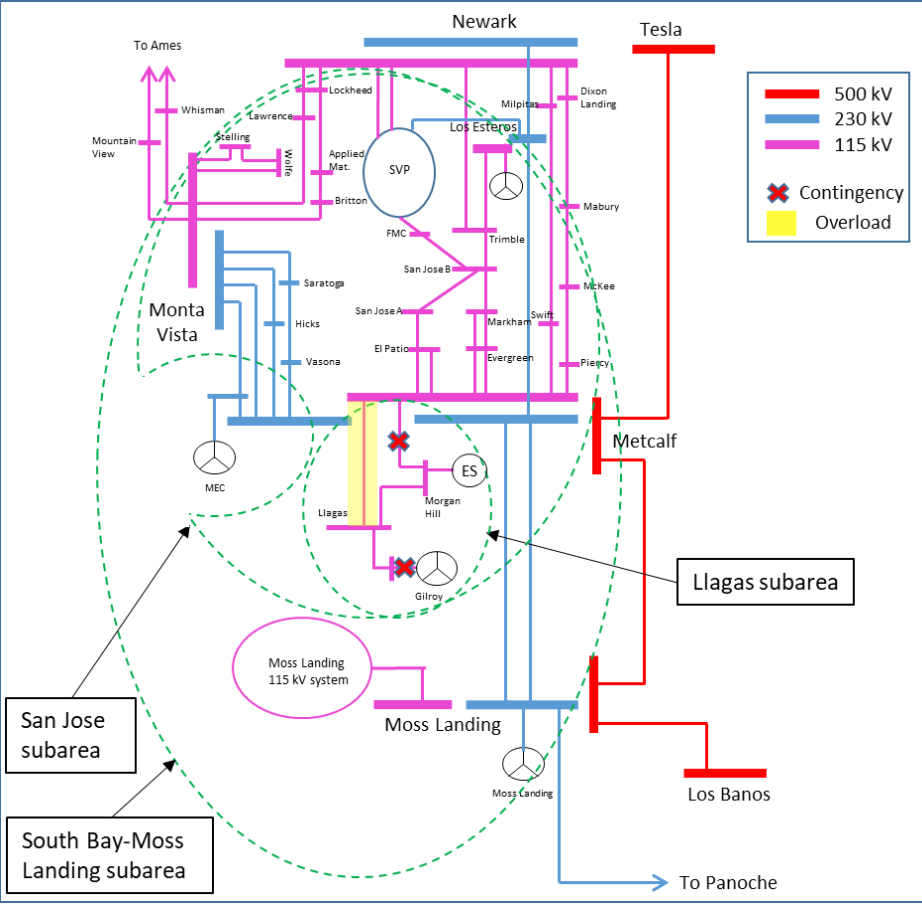 Newark
Tesla
To Ames
500 kV
230 kV
115 kV
Contingency
Overload
Lockheed
Whisman
Lawrence
Mountain
View
Stelling
Wolfe
Applied
Mat.
Britton
SVP
Milpitas
Dixon
Landing
Los Esteros
Mabury
FMC
Trimble
San Jose B
McKee
Saratoga
San Jose A
Markham
Swift
Monta
Vista
Hicks
El Patio
Evergreen
Piercy
Vasona
Metcalf
MEC
ES
Morgan
Hill
Llagas
Gilroy
Llagas subarea
Moss Landing
115 kV system
Moss Landing
San Jose
subarea
Moss Landing
Los Banos
South Bay-Moss
Landing subarea
To Panoche